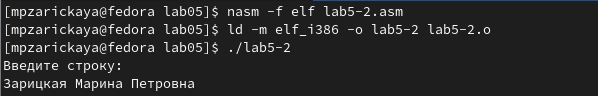 [mpzarickaya@fedora lab05]$ nasm -f elf lab5-2.asm
[mpzarickaya@fedora lab05]$ ld -m elf_i386 -o lab5-2 lab5-2.o
[mpzarickaya@fedora lab05]$ ./lab5-2
Введите строку:
Зарицкая Марина Петровна